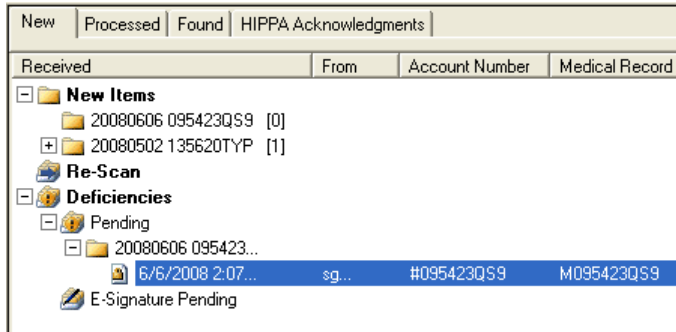 New Processed Found HIPPA Acknowledgments
Received From Account Number Medical Record
New Items
20080606 095423QS9 [0]
20080502 135620TYP [1]
Re-Scan
Deficiencies
Pending
20080606 095423...
6/6/2008 2:07... sg... #095423QS9 M095423QS9
E-Signature Pending